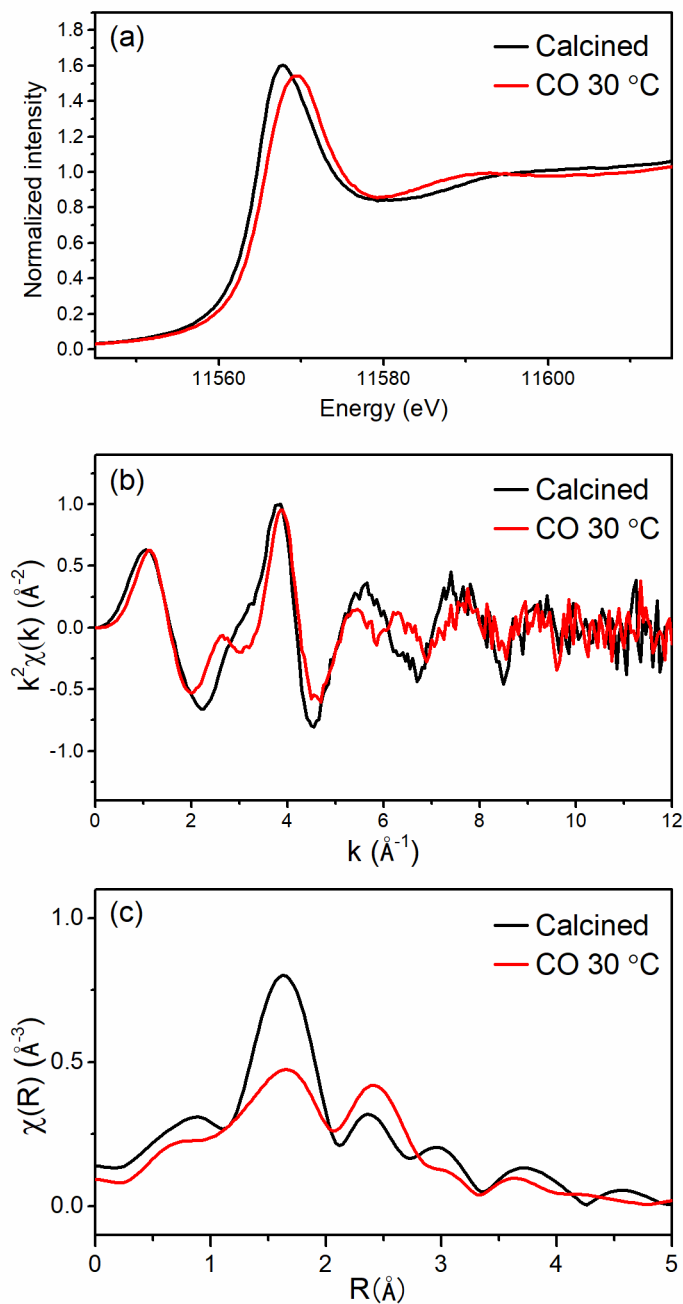 (a)
Calcined
CO 30 °C
Normalized intensity
1.8
1.6
1.4
1.2
1.0
0.8
0.6
0.4
0.2
0.0
11560
11580
11600
Energy (eV)
(b)
Calcined
CO 30 °C
k²χ(k) (Å⁻²)
1.0
0.5
0.0
-0.5
-1.0
0
2
4
6
8
10
12
k (Å⁻¹)
(c)
Calcined
CO 30 °C
χ(R) (Å⁻³)
1.0
0.5
0.0
0
1
2
3
4
5
R(Å)